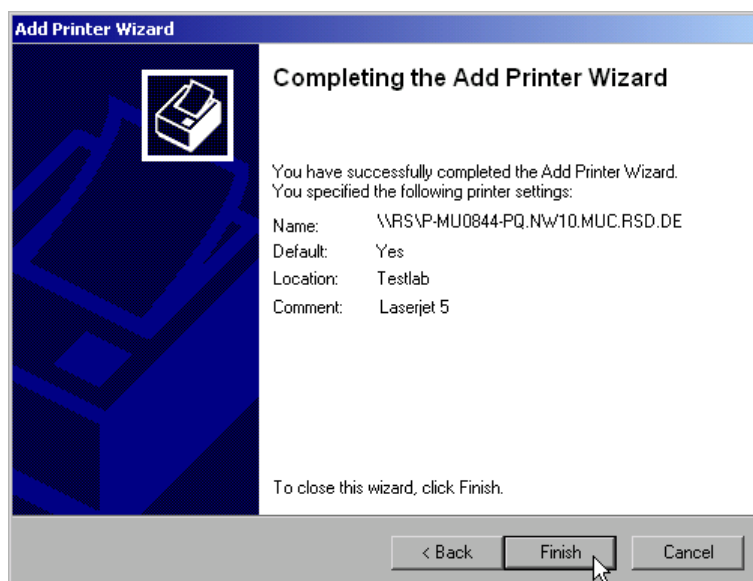 Add Printer Wizard
Completing the Add Printer Wizard
You have successfully completed the Add Printer Wizard.
You specified the following printer settings:
Name: \\RS\P-MU0844-PQ.NW10.MUC.RSD.DE
Default: Yes
Location: Testlab
Comment: Laserjet 5
To close this wizard, click Finish.
< Back Finish Cancel